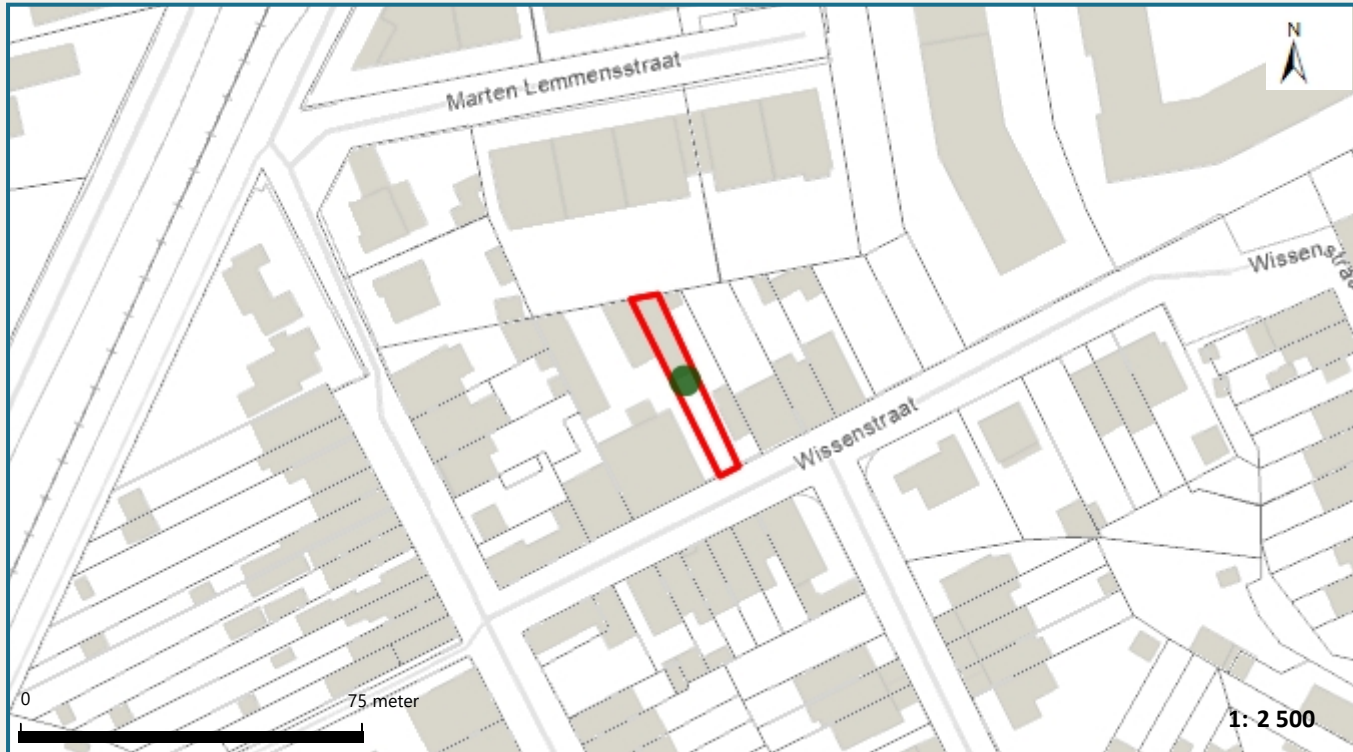 N
Marten Lemmensstraat
Wissenstraat
Wissenstraat
0
75 meter
1: 2 500